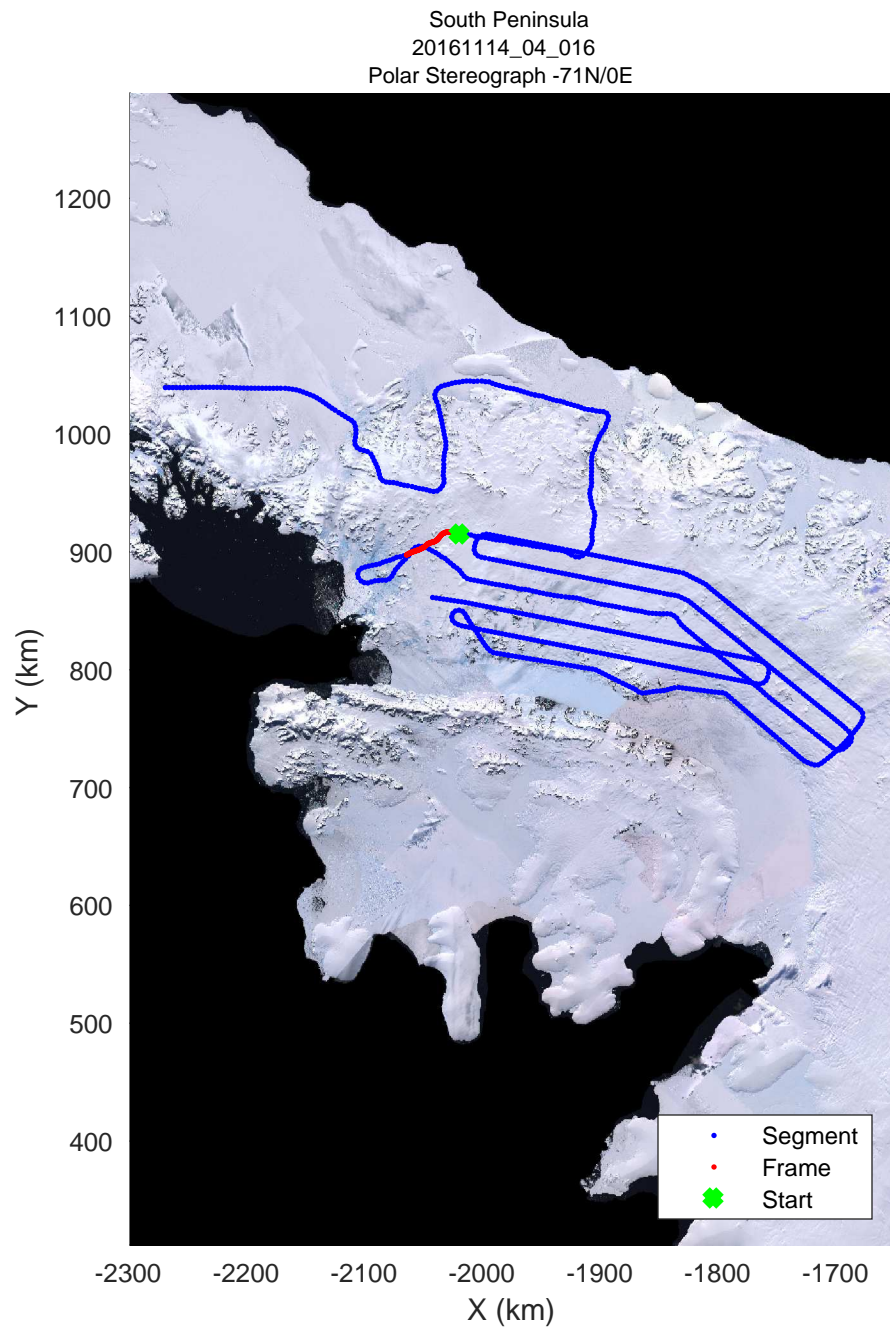 South Peninsula
20161114_04_016
Polar Stereograph -71N/0E
1200
1100
1000
900
800
700
600
500
400
Y (km)
Segment
Frame
Start
-2300 -2200 -2100 -2000 -1900 -1800 -1700
X (km)